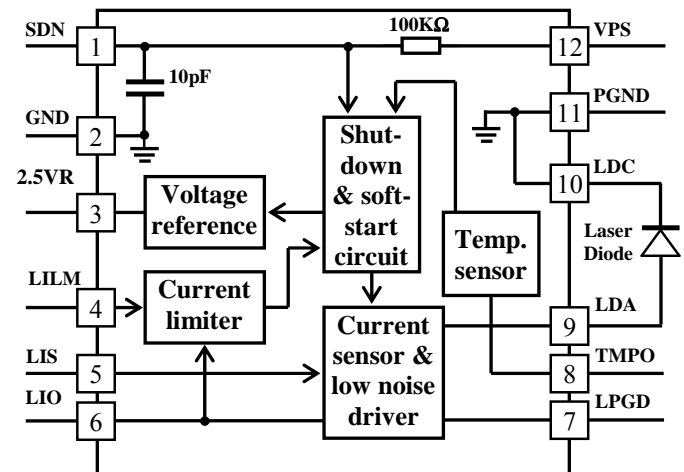 SDN
1
100KΩ
12
VPS
10pF
GND
2
11
PGND
2.5VR
3
Voltage
reference
Shut-
down
& soft-
start
circuit
Temp.
sensor
10
LDC
Laser
Diode
LILM
4
Current
limiter
Current
sensor &
low noise
driver
9
LDA
LIS
5
8
TMPO
LIO
6
7
LPGD